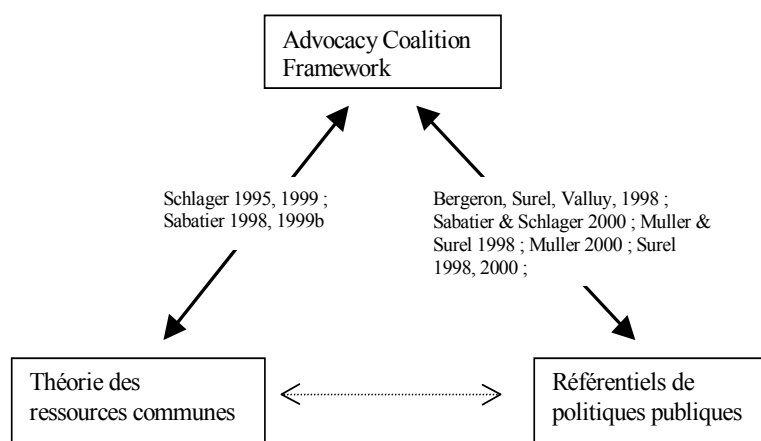 Advocacy Coalition
Framework
Schlager 1995, 1999 ;
Sabatier 1998, 1999b
Bergeron, Surel, Valluy, 1998 ;
Sabatier & Schlager 2000 ; Muller &
Surel 1998 ; Muller 2000 ; Surel
1998, 2000 ;
Théorie des
ressources communes
Référentiels de
politiques publiques